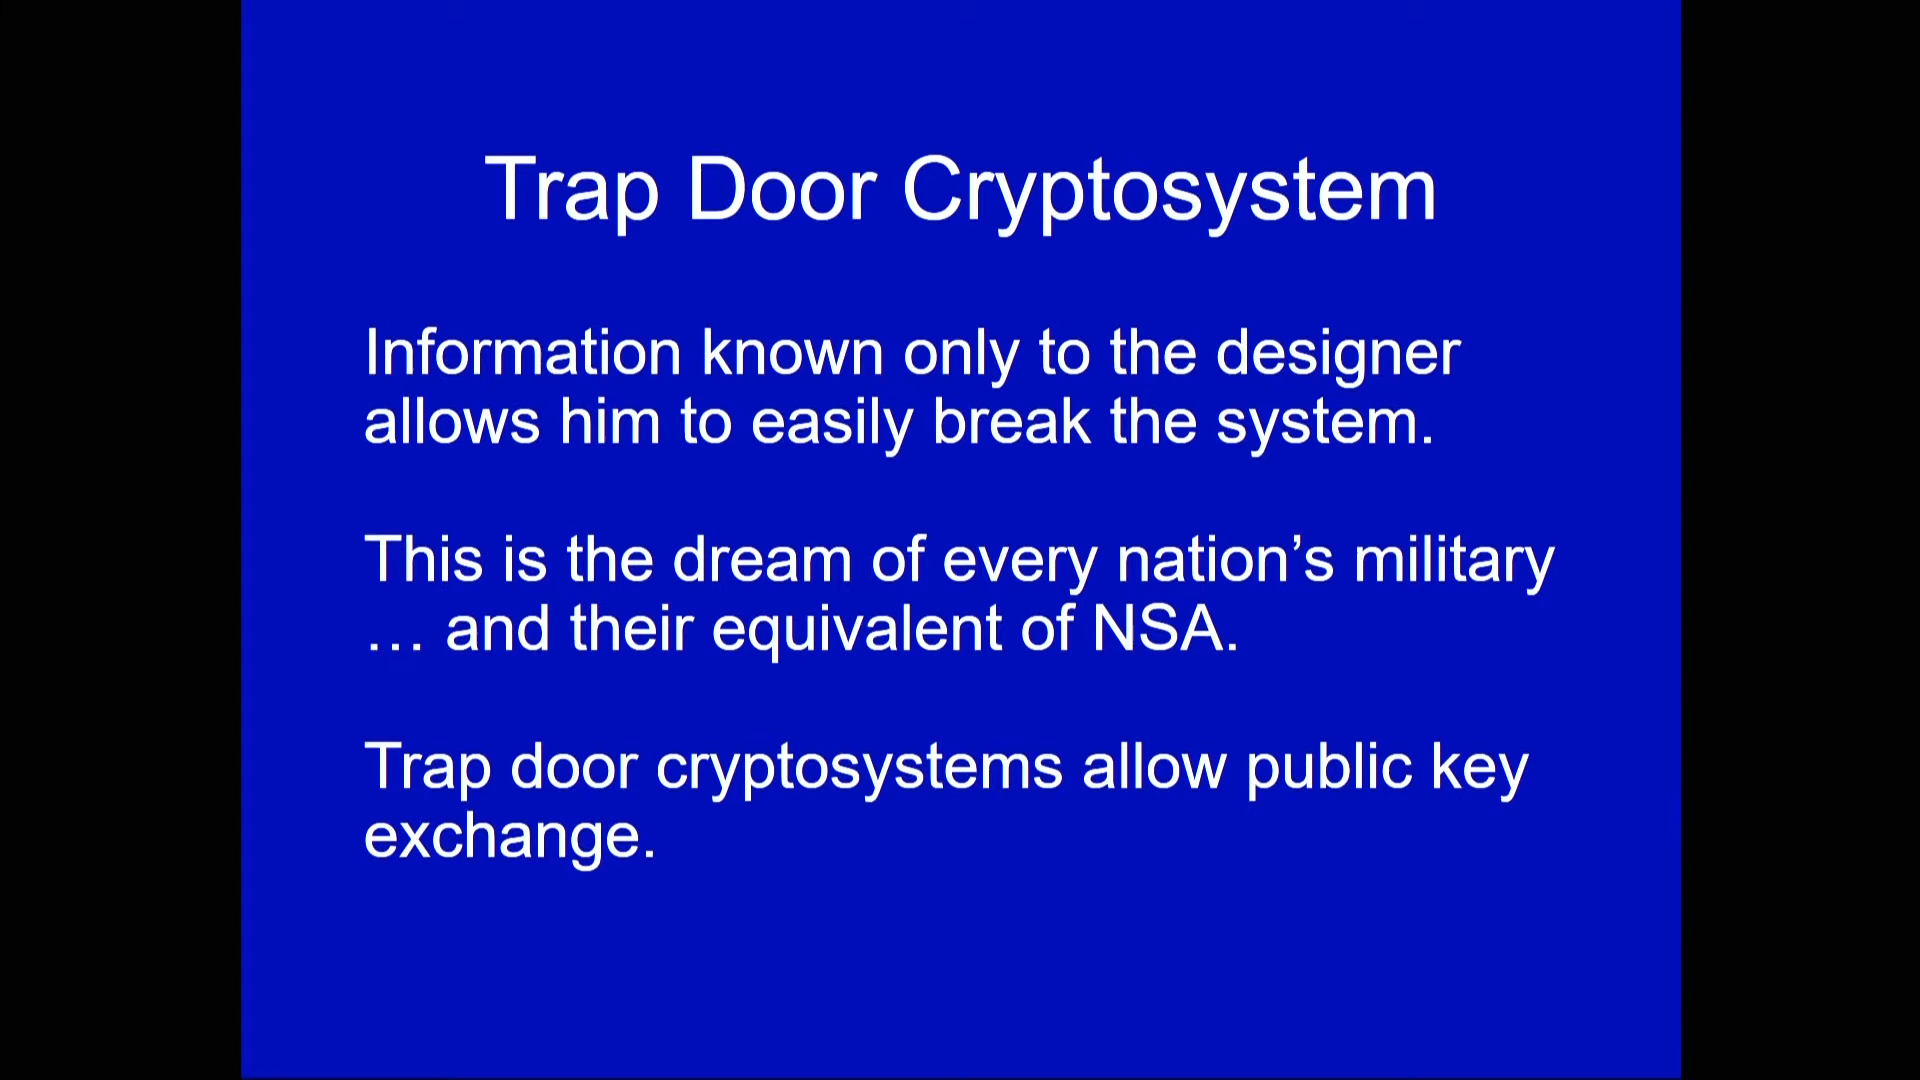 Trap Door Cryptosystem
Information known only to the designer
allows him to easily break the system.
This is the dream of every nation’s military
… and their equivalent of NSA.
Trap door cryptosystems allow public key
exchange.